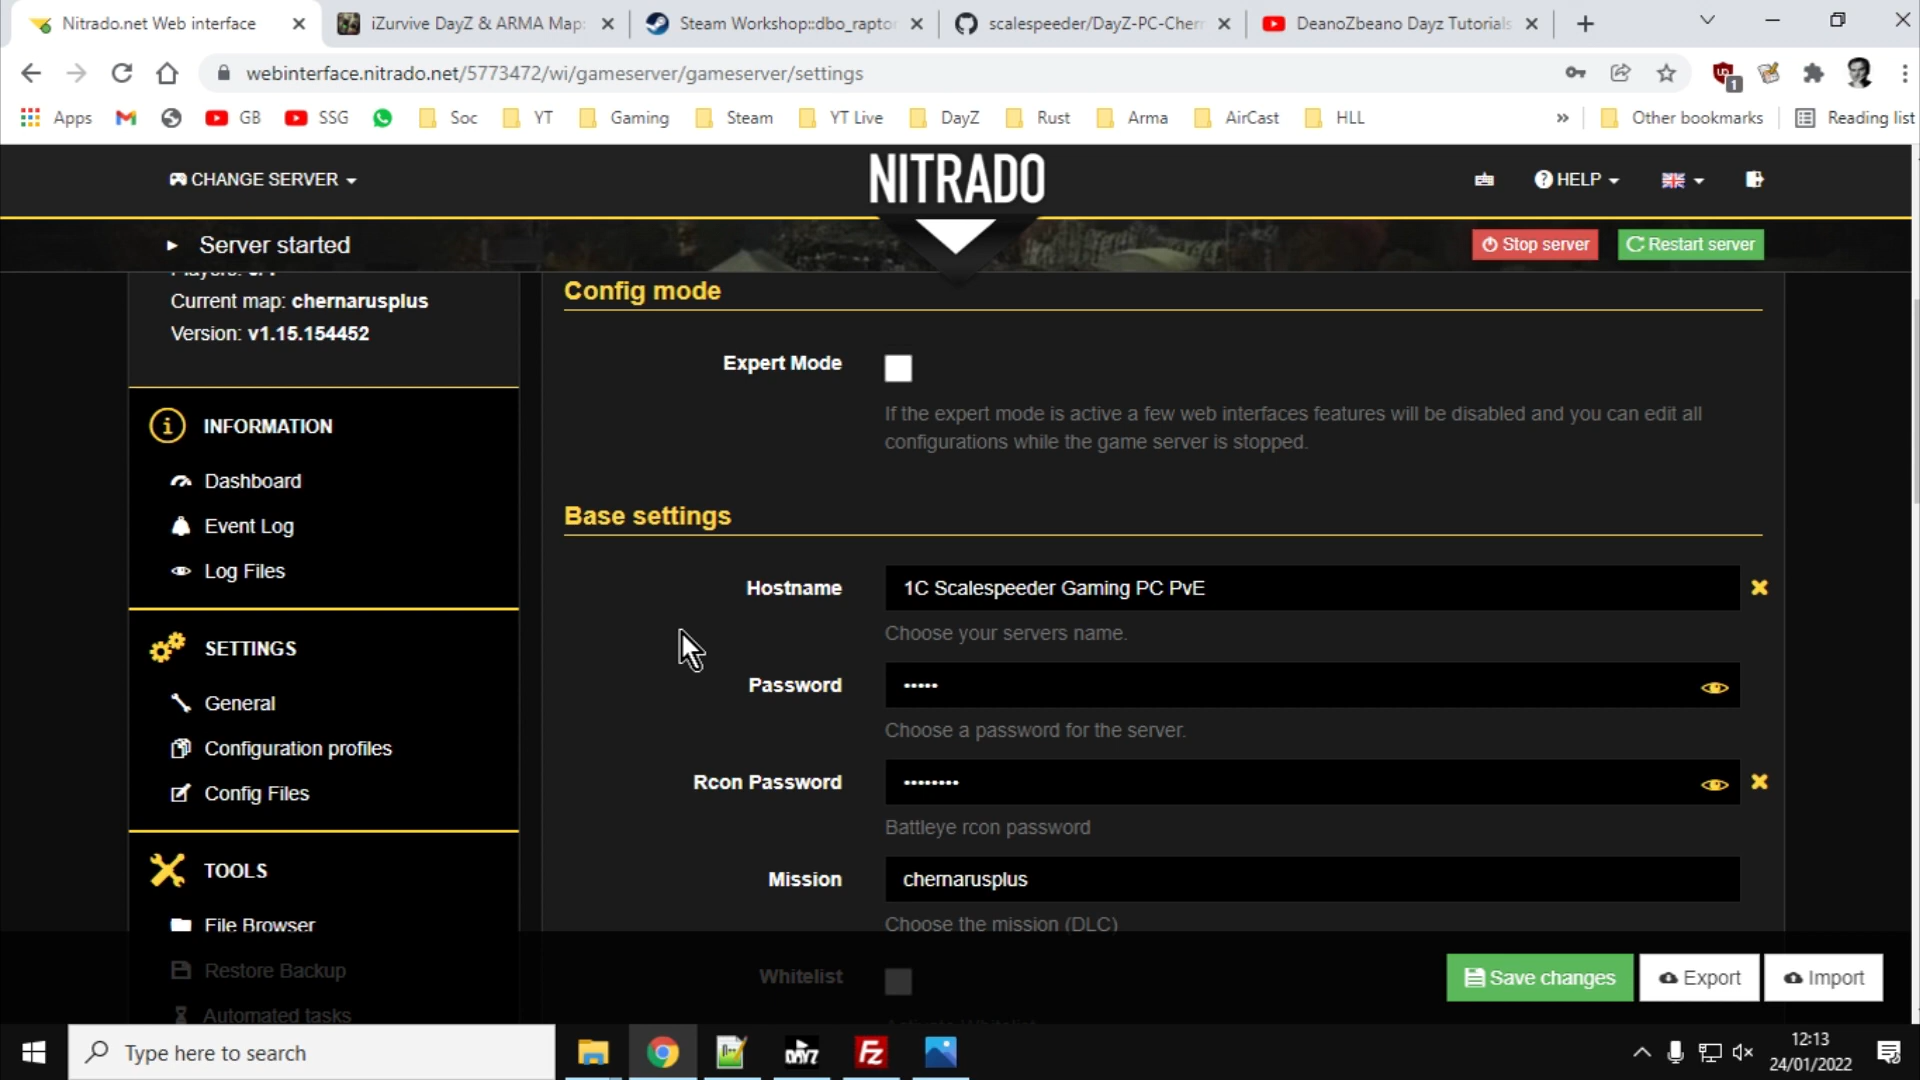 Nitrado.net Web interface
iZurvive DayZ & ARMA Map:
Steam Workshop::dbo_raptor
scalespeeder/DayZ-PC-Cher
DeanoZbeano Dayz Tutorials
webinterface.nitrado.net/5773472/wi/gameserver/gameserver/settings
1
Apps
GB
SSG
Soc
YT
Gaming
Steam
YT Live
DayZ
Rust
Arma
AirCast
HLL
»
Other bookmarks
Reading list
CHANGE SERVER
NITRADO
HELP
Server started
Stop server
Restart server
Current map: chernarusplus
Version: v1.15.154452
INFORMATION
Dashboard
Event Log
Log Files
SETTINGS
General
Configuration profiles
Config Files
TOOLS
File Browser
Restore Backup
Automated tasks
Config mode
Expert Mode
If the expert mode is active a few web interfaces features will be disabled and you can edit all
configurations while the game server is stopped.
Base settings
Hostname
1C Scalespeeder Gaming PC PvE
Choose your servers name.
Password
•••••
Choose a password for the server.
Rcon Password
••••••••
Battleye rcon password
Mission
chernarusplus
Choose the mission (DLC)
Whitelist
Save changes
Export
Import
Type here to search
DAYZ
FZ
12:13
24/01/2022